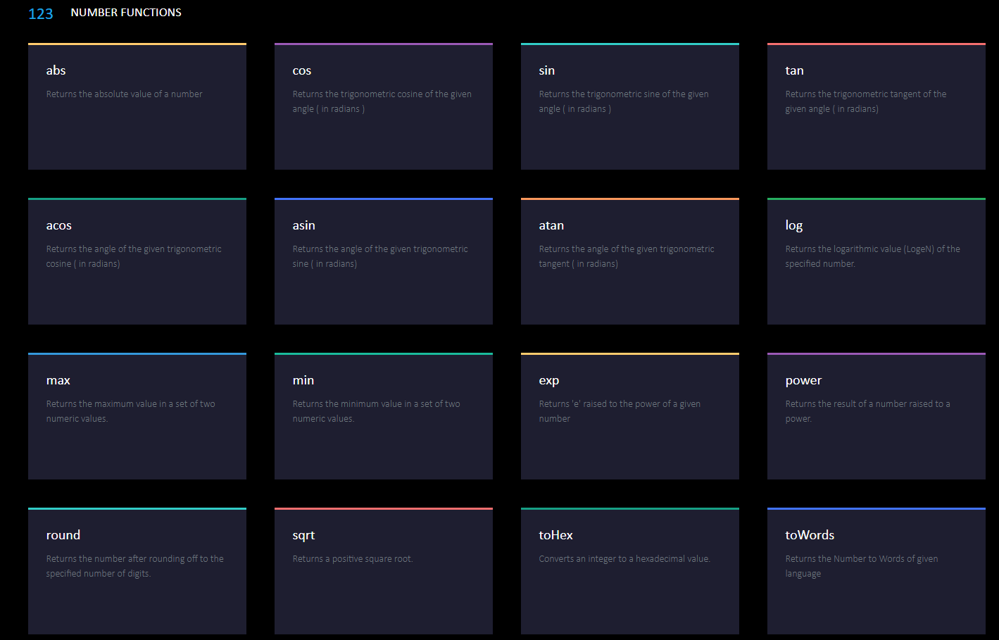 123 NUMBER FUNCTIONS
abs
Returns the absolute value of a number
cos
Returns the trigonometric cosine of the given
angle ( in radians )
sin
Returns the trigonometric sine of the given
angle ( in radians )
tan
Returns the trigonometric tangent of the
given angle ( in radians)
acos
Returns the angle of the given trigonometric
cosine ( in radians)
asin
Returns the angle of the given trigonometric
sine ( in radians)
atan
Returns the angle of the given trigonometric
tangent ( in radians)
log
Returns the logarithmic value (LogeN) of the
specified number.
max
Returns the maximum value in a set of two
numeric values.
min
Returns the minimum value in a set of two
numeric values.
exp
Returns 'e' raised to the power of a given
number
power
Returns the result of a number raised to a
power.
round
Returns the number after rounding off to the
specified number of digits.
sqrt
Returns a positive square root.
toHex
Converts an integer to a hexadecimal value.
toWords
Returns the Number to Words of given
language